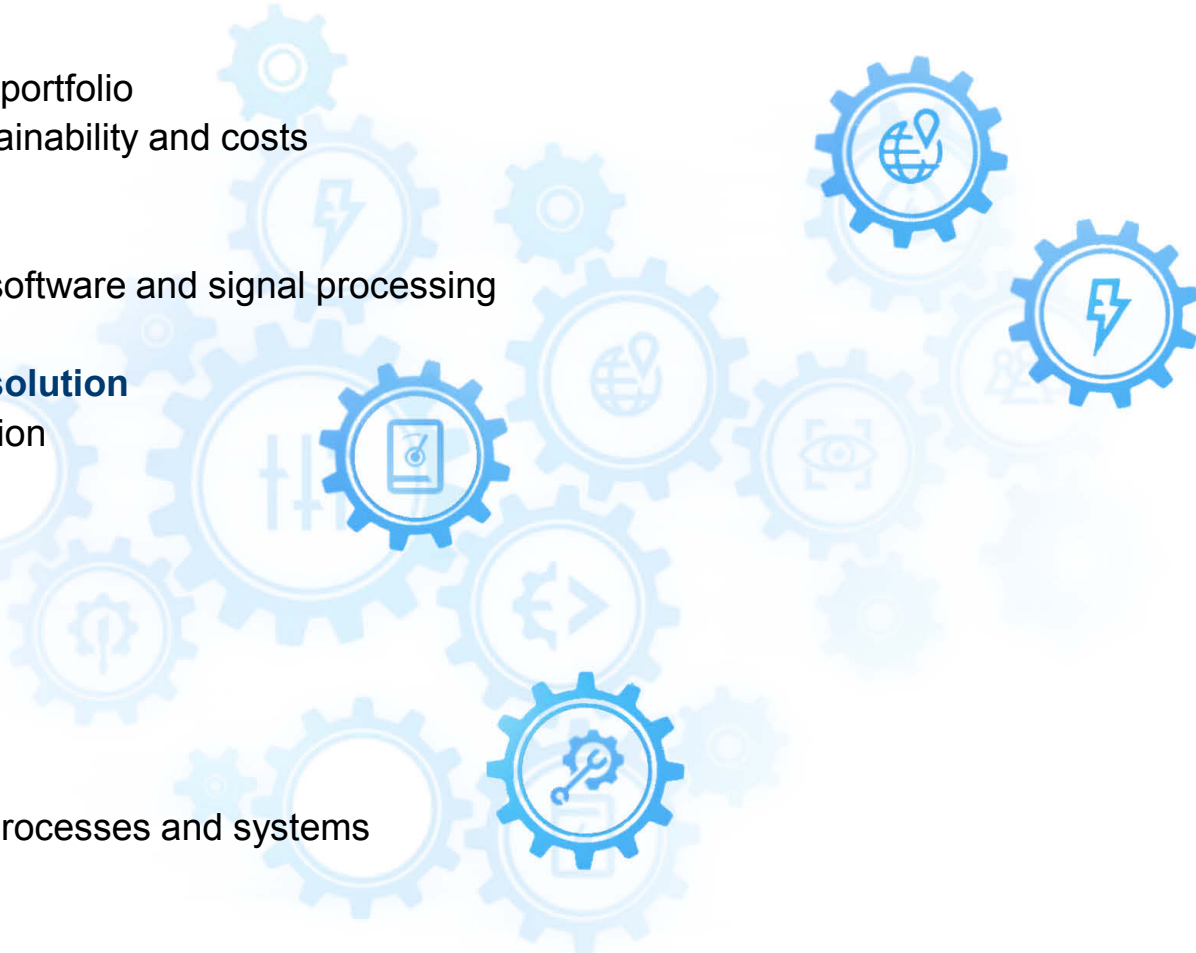 portfolio
ainability and costs
software and signal processing
solution
ion
rocesses and systems